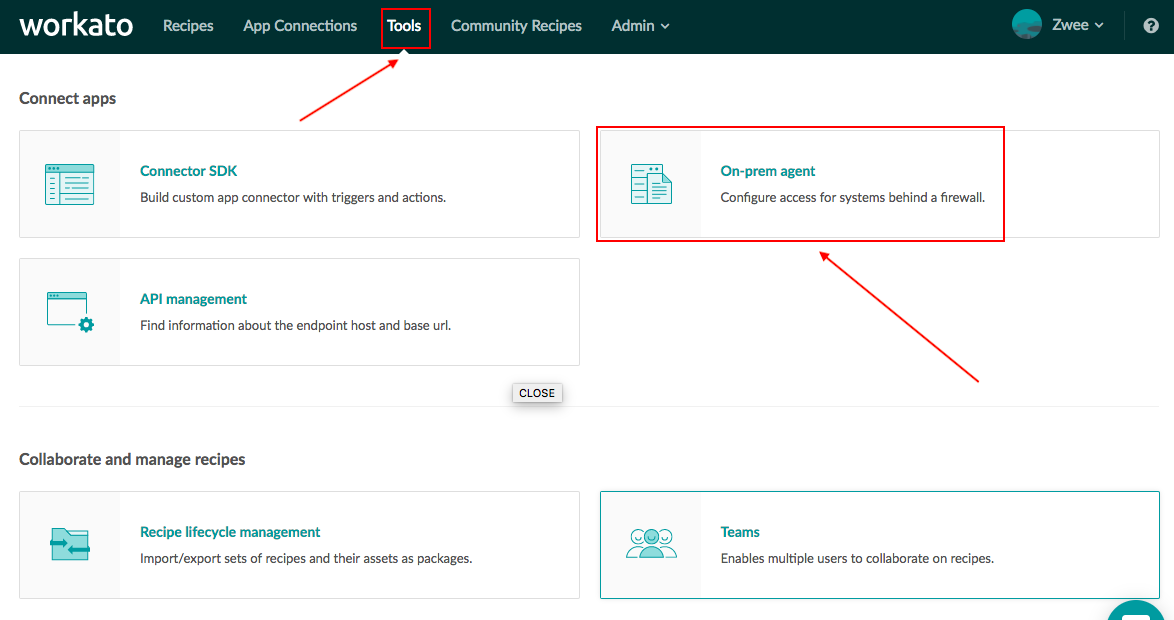 workato Recipes App Connections Tools Community Recipes Admin Zwee ?
Connect apps
Connector SDK
Build custom app connector with triggers and actions.
On-prem agent
Configure access for systems behind a firewall.
API management
Find information about the endpoint host and base url.
CLOSE
Collaborate and manage recipes
Recipe lifecycle management
Import/export sets of recipes and their assets as packages.
Teams
Enables multiple users to collaborate on recipes.